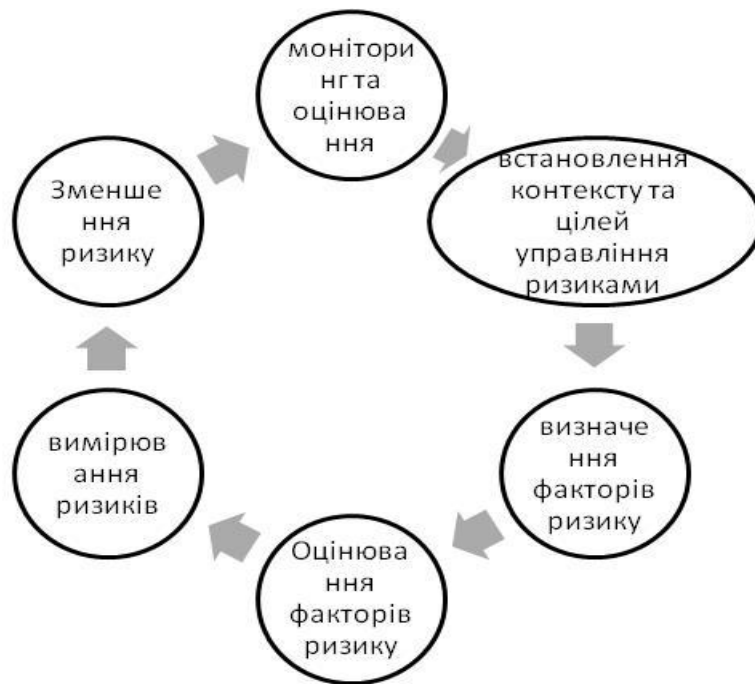 монітори
нг та
оцінюва
ння
встановлення
контексту та
цілей
управління
ризиками
визначе
ння
факторів
ризику
Оцінюва
ння
факторів
ризику
вимірюв
ання
ризиків
Зменше
ння
ризику